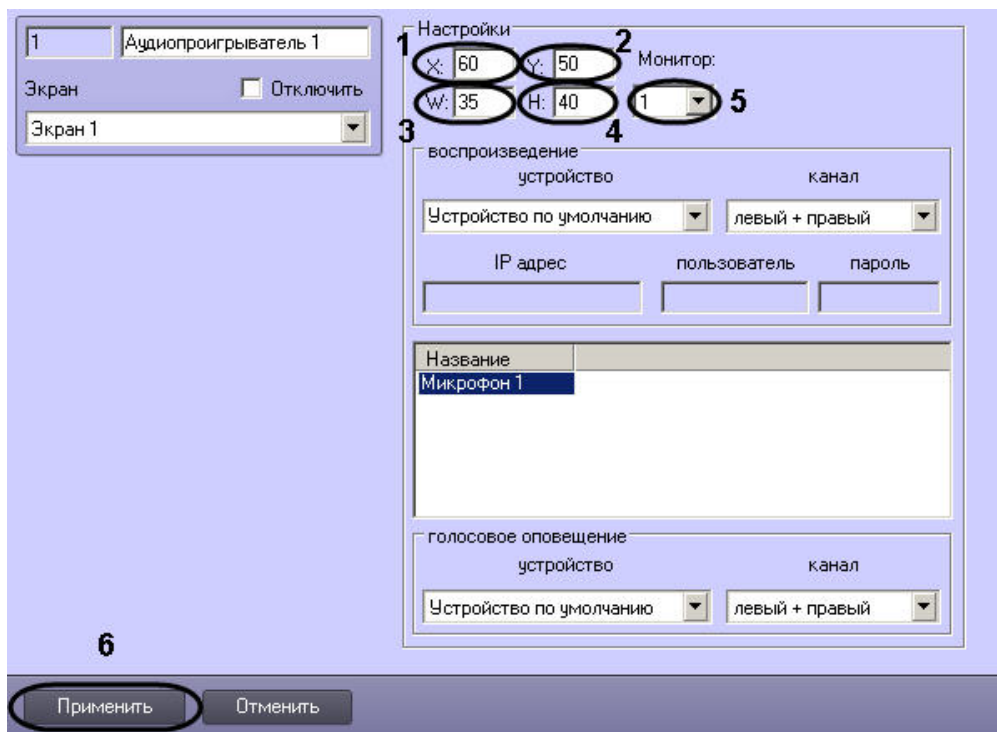 1 Аудиопроигрыватель 1
Экран Отключить
Экран 1
Настройки
1 X: 60 Y: 50 2 Монитор:
3 W: 35 H: 40 4 1 5
воспроизведение
устройство канал
Устройство по умолчанию левый + правый
IP адрес пользователь пароль
Название
Микрофон 1
голосовое оповещение
устройство канал
Устройство по умолчанию левый + правый
6
Применить Отменить